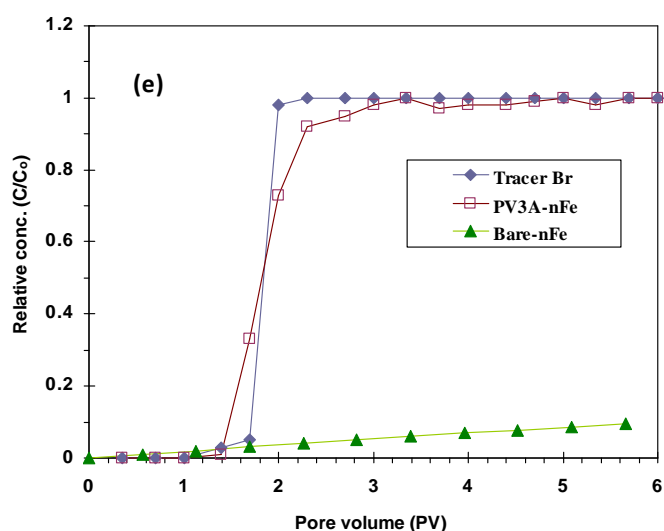 1.2
(e)
1
0.8
0.6
0.4
0.2
0
Relative conc. (C/Co)
Tracer Br
PV3A-nFe
Bare-nFe
0 1 2 3 4 5 6
Pore volume (PV)